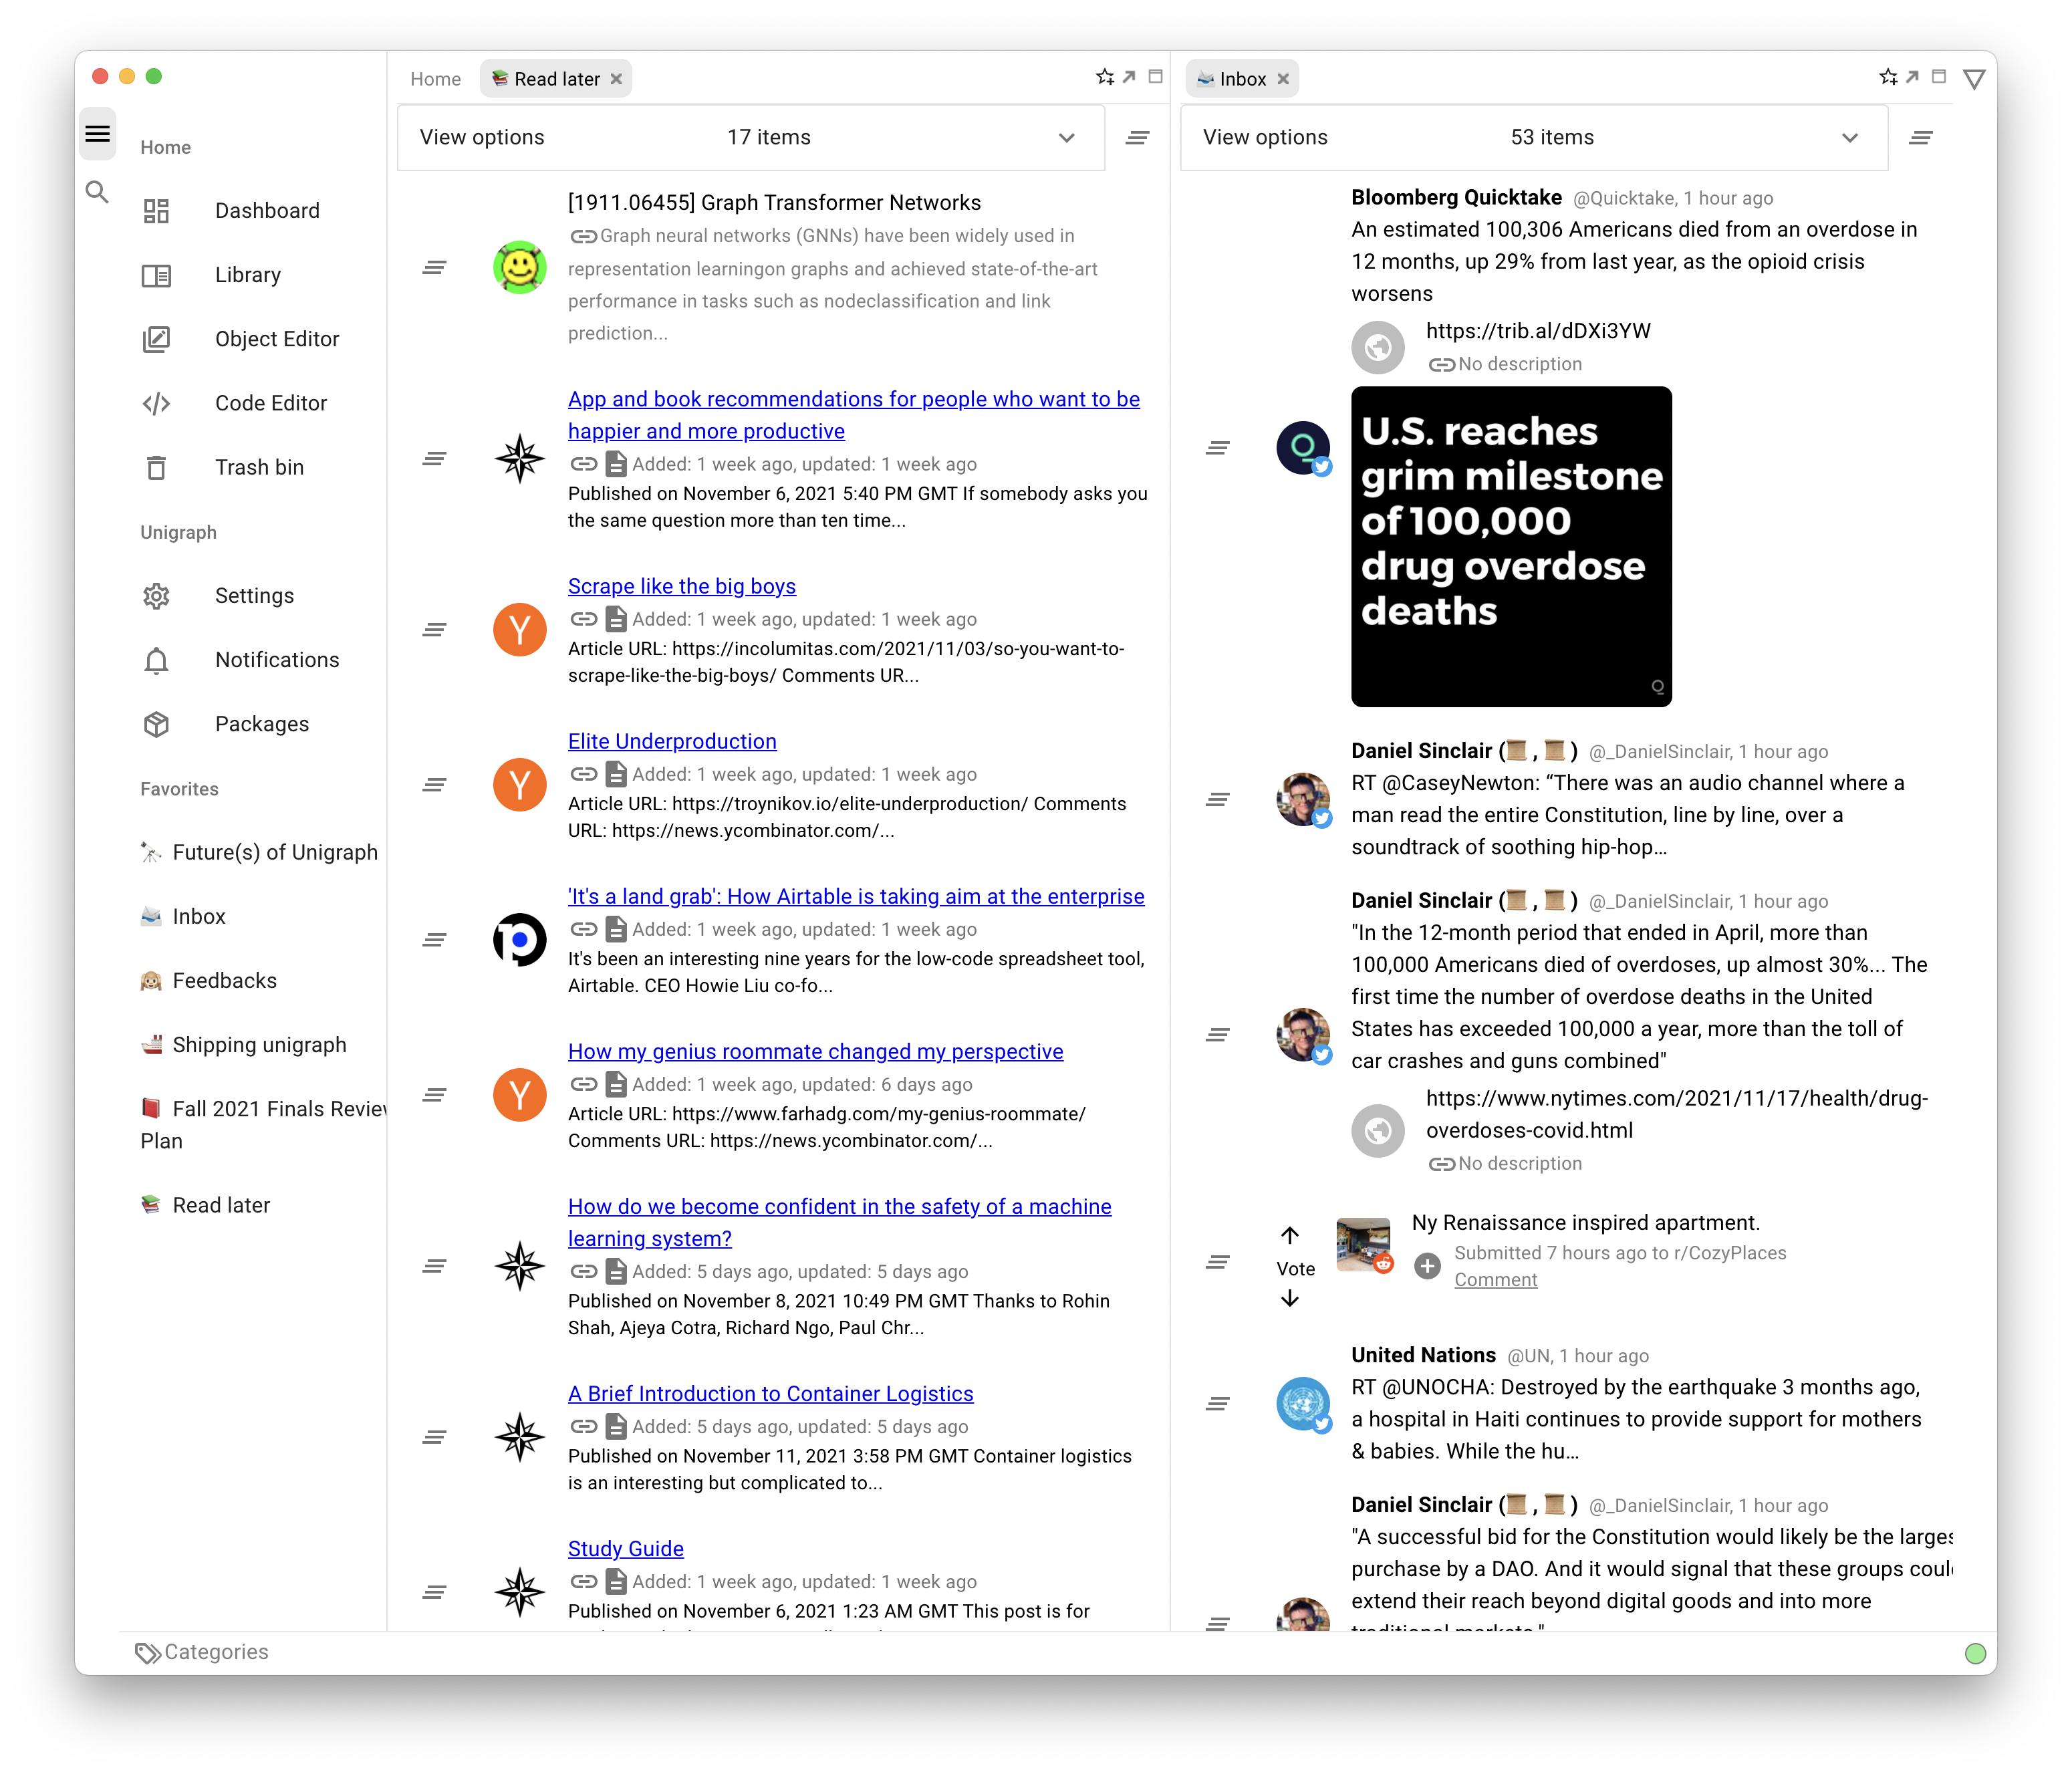 Home
Dashboard
Library
Object Editor
Code Editor
Trash bin
Unigraph
Settings
Notifications
Packages
Favorites
Future(s) of Unigraph
Inbox
Feedbacks
Shipping unigraph
Fall 2021 Finals Review
Plan
Read later
Categories
Home
Read later
View options 17 items
[1911.06455] Graph Transformer Networks
Graph neural networks (GNNs) have been widely used in
representation learningon graphs and achieved state-of-the-art
performance in tasks such as nodeclassification and link
prediction...
App and book recommendations for people who want to be
happier and more productive
Added: 1 week ago, updated: 1 week ago
Published on November 6, 2021 5:40 PM GMT If somebody asks you
the same question more than ten time...
Y
Scrape like the big boys
Added: 1 week ago, updated: 1 week ago
Article URL: https://incolumitas.com/2021/11/03/so-you-want-to-
scrape-like-the-big-boys/ Comments UR...
Y
Elite Underproduction
Added: 1 week ago, updated: 1 week ago
Article URL: https://troynikov.io/elite-underproduction/ Comments
URL: https://news.ycombinator.com/...
'It's a land grab': How Airtable is taking aim at the enterprise
Added: 1 week ago, updated: 1 week ago
It's been an interesting nine years for the low-code spreadsheet tool,
Airtable. CEO Howie Liu co-fo...
Y
How my genius roommate changed my perspective
Added: 1 week ago, updated: 6 days ago
Article URL: https://www.farhadg.com/my-genius-roommate/
Comments URL: https://news.ycombinator.com/...
How do we become confident in the safety of a machine
learning system?
Added: 5 days ago, updated: 5 days ago
Published on November 8, 2021 10:49 PM GMT Thanks to Rohin
Shah, Ajeya Cotra, Richard Ngo, Paul Chr...
A Brief Introduction to Container Logistics
Added: 5 days ago, updated: 5 days ago
Published on November 11, 2021 3:58 PM GMT Container logistics
is an interesting but complicated to...
Study Guide
Added: 1 week ago, updated: 1 week ago
Published on November 6, 2021 1:23 AM GMT This post is for
Inbox
View options 53 items
Bloomberg Quicktake @Quicktake, 1 hour ago
An estimated 100,306 Americans died from an overdose in
12 months, up 29% from last year, as the opioid crisis
worsens
https://trib.al/dDXi3YW
No description
U.S. reaches
grim milestone
of 100,000
drug overdose
deaths
Daniel Sinclair (📜, 📜) @_DanielSinclair, 1 hour ago
RT @CaseyNewton: “There was an audio channel where a
man read the entire Constitution, line by line, over a
soundtrack of soothing hip-hop…
Daniel Sinclair (📜, 📜) @_DanielSinclair, 1 hour ago
"In the 12-month period that ended in April, more than
100,000 Americans died of overdoses, up almost 30%... The
first time the number of overdose deaths in the United
States has exceeded 100,000 a year, more than the toll of
car crashes and guns combined"
https://www.nytimes.com/2021/11/17/health/drug-
overdoses-covid.html
No description
Vote
Ny Renaissance inspired apartment.
Submitted 7 hours ago to r/CozyPlaces
Comment
United Nations @UN, 1 hour ago
RT @UNOCHA: Destroyed by the earthquake 3 months ago,
a hospital in Haiti continues to provide support for mothers
& babies. While the hu…
Daniel Sinclair (📜, 📜) @_DanielSinclair, 1 hour ago
"A successful bid for the Constitution would likely be the larges
purchase by a DAO. And it would signal that these groups coul
extend their reach beyond digital goods and into more
traditional markets."